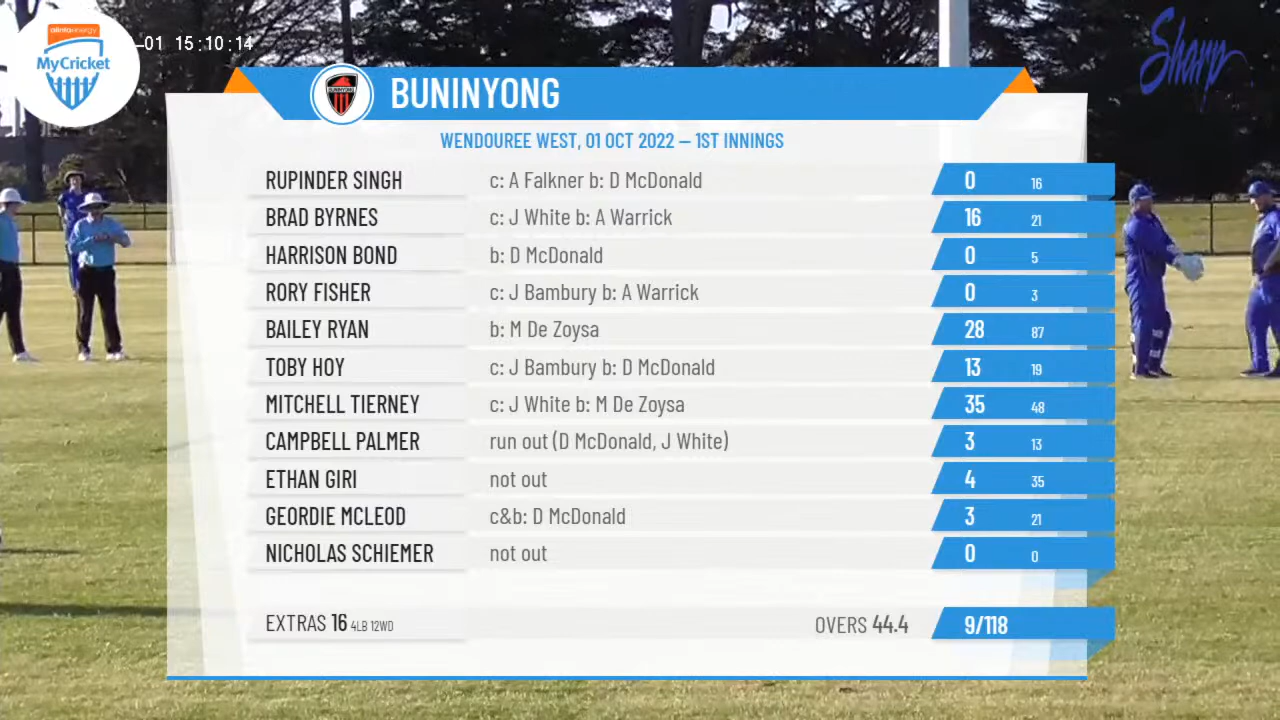 -01 15:10:14
MyCricket
Sharp
BUNINYONG
WENDOUREE WEST, 01 OCT 2022 – 1ST INNINGS
RUPINDER SINGH c: A Falkner b: D McDonald 0 16
BRAD BYRNES c: J White b: A Warrick 16 21
HARRISON BOND b: D McDonald 0 5
RORY FISHER c: J Bambury b: A Warrick 0 3
BAILEY RYAN b: M De Zoysa 28 87
TOBY HOY c: J Bambury b: D McDonald 13 19
MITCHELL TIERNEY c: J White b: M De Zoysa 35 48
CAMPBELL PALMER run out (D McDonald, J White) 3 13
ETHAN GIRI not out 4 35
GEORDIE MCLEOD c&b: D McDonald 3 21
NICHOLAS SCHIEMER not out 0 0
EXTRAS 16 4LB 12WD OVERS 44.4 9/118